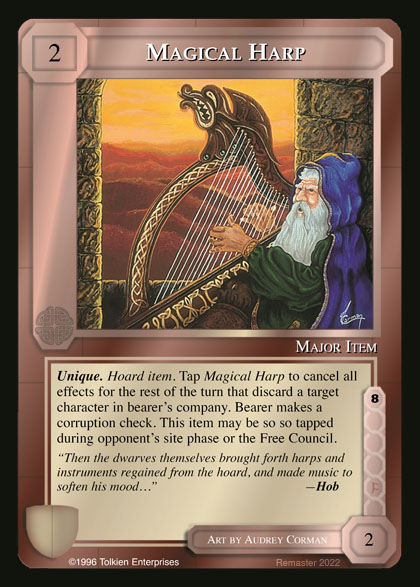 2
MAGICAL HARP
Corman
MAJOR ITEM
Unique. Hoard item. Tap Magical Harp to cancel all
effects for the rest of the turn that discard a target
character in bearer's company. Bearer makes a
corruption check. This item may be so so tapped
during opponent's site phase or the Free Council.
“Then the dwarves themselves brought forth harps and
instruments regained from the hoard, and made music to
soften his mood…”
—Hob
8
P
ART BY AUDREY CORMAN
2
©1996 Tolkien Enterprises
Remaster 2022